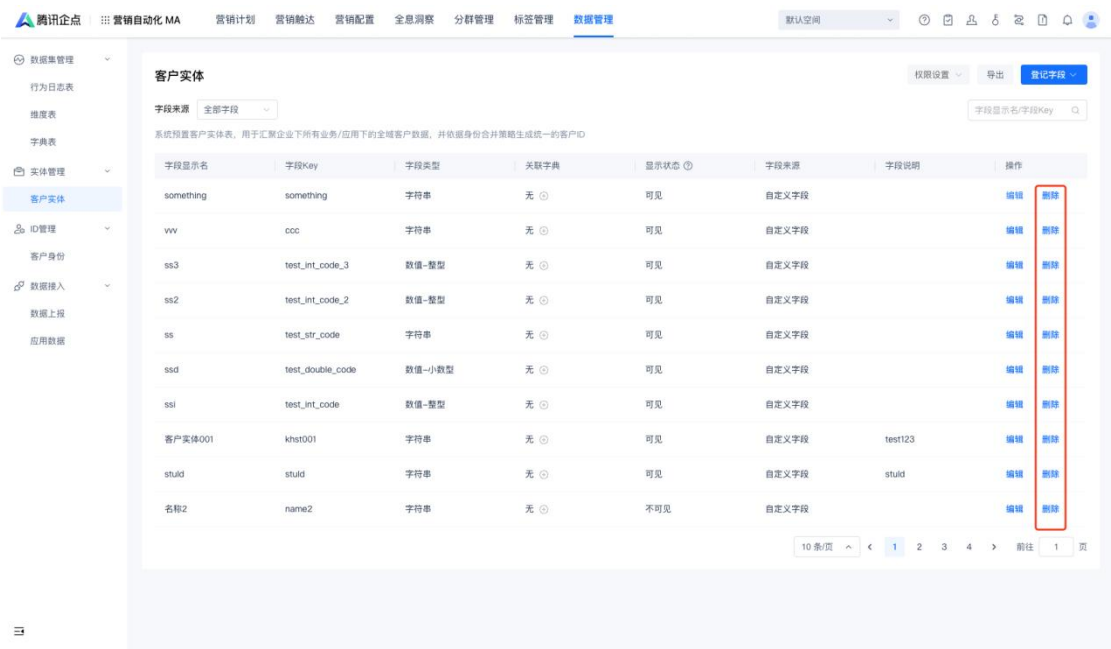 腾讯企点 营销自动化 MA 营销计划 营销触达 营销配置 全息洞察 分群管理 标签管理 数据管理 默认空间
数据集管理
行为日志表
维度表
字典表
实体管理
客户实体
ID管理
客户身份
数据接入
数据上报
应用数据
客户实体 权限设置 导出 登记字段
字段来源 全部字段 字段显示名/字段Key
系统预置客户实体表，用于汇聚企业下所有业务/应用下的全域客户数据，并依据身份合并策略生成统一的客户ID
字段显示名 字段Key 字段类型 关联字典 显示状态 字段来源 字段说明 操作
something something 字符串 无 可见 自定义字段 编辑 删除
vvv ccc 字符串 无 可见 自定义字段 编辑 删除
ss3 test_int_code_3 数值-整型 无 可见 自定义字段 编辑 删除
ss2 test_int_code_2 数值-整型 无 可见 自定义字段 编辑 删除
ss test_str_code 字符串 无 可见 自定义字段 编辑 删除
ssd test_double_code 数值-小数型 无 可见 自定义字段 编辑 删除
ssi test_int_code 数值-整型 无 可见 自定义字段 编辑 删除
客户实体001 khst001 字符串 无 可见 自定义字段 test123 编辑 删除
stuId stuId 字符串 无 可见 自定义字段 stuId 编辑 删除
名称2 name2 字符串 无 不可见 自定义字段 编辑 删除
10 条/页 1 2 3 4 前往 1 页